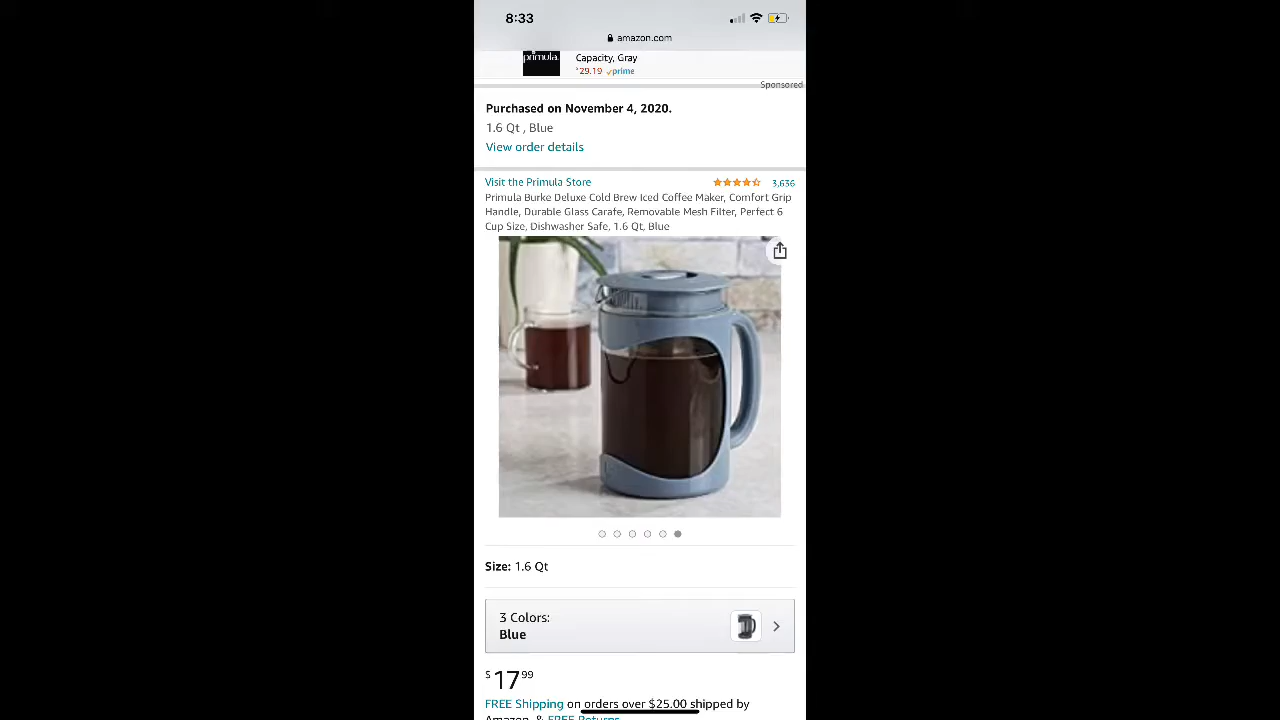 8:33
amazon.com
primula.
Capacity, Gray
$29.19 prime
Sponsored
Purchased on November 4, 2020.
1.6 Qt , Blue
View order details
Visit the Primula Store
3,636
Primula Burke Deluxe Cold Brew Iced Coffee Maker, Comfort Grip
Handle, Durable Glass Carafe, Removable Mesh Filter, Perfect 6
Cup Size, Dishwasher Safe, 1.6 Qt, Blue
Size: 1.6 Qt
3 Colors:
Blue
$17 99
FREE Shipping on orders over $25.00 shipped by
Amazon. & FREE Returns